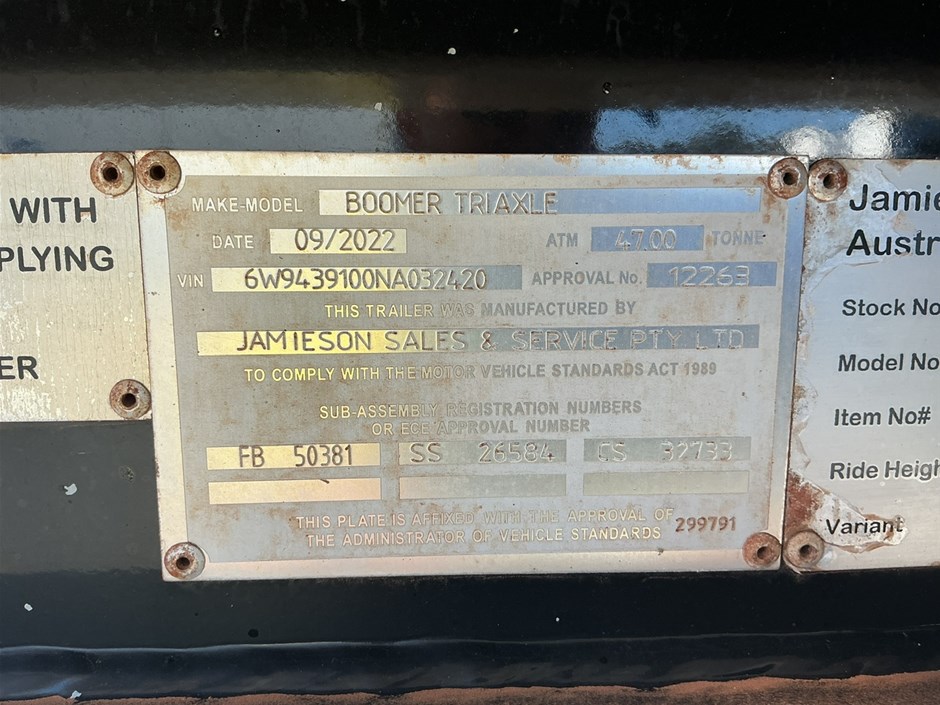 WITH
PLYING
ER
MAKE-MODEL BOOMER TRIAXLE
DATE 09/2022 ATM 47.00 TONNE
VIN 6W9439100NA032420 APPROVAL No. 12263
THIS TRAILER WAS MANUFACTURED BY
JAMIESON SALES & SERVICE PTY LTD
TO COMPLY WITH THE MOTOR VEHICLE STANDARDS ACT 1989
SUB-ASSEMBLY REGISTRATION NUMBERS
OR ECE APPROVAL NUMBER
FB 50381 SS 26584 CS 32733
THIS PLATE IS AFFIXED WITH THE APPROVAL OF
THE ADMINISTRATOR OF VEHICLE STANDARDS 299791
Jamie
Austr
Stock No
Model No
Item No#
Ride Heigh
Variant